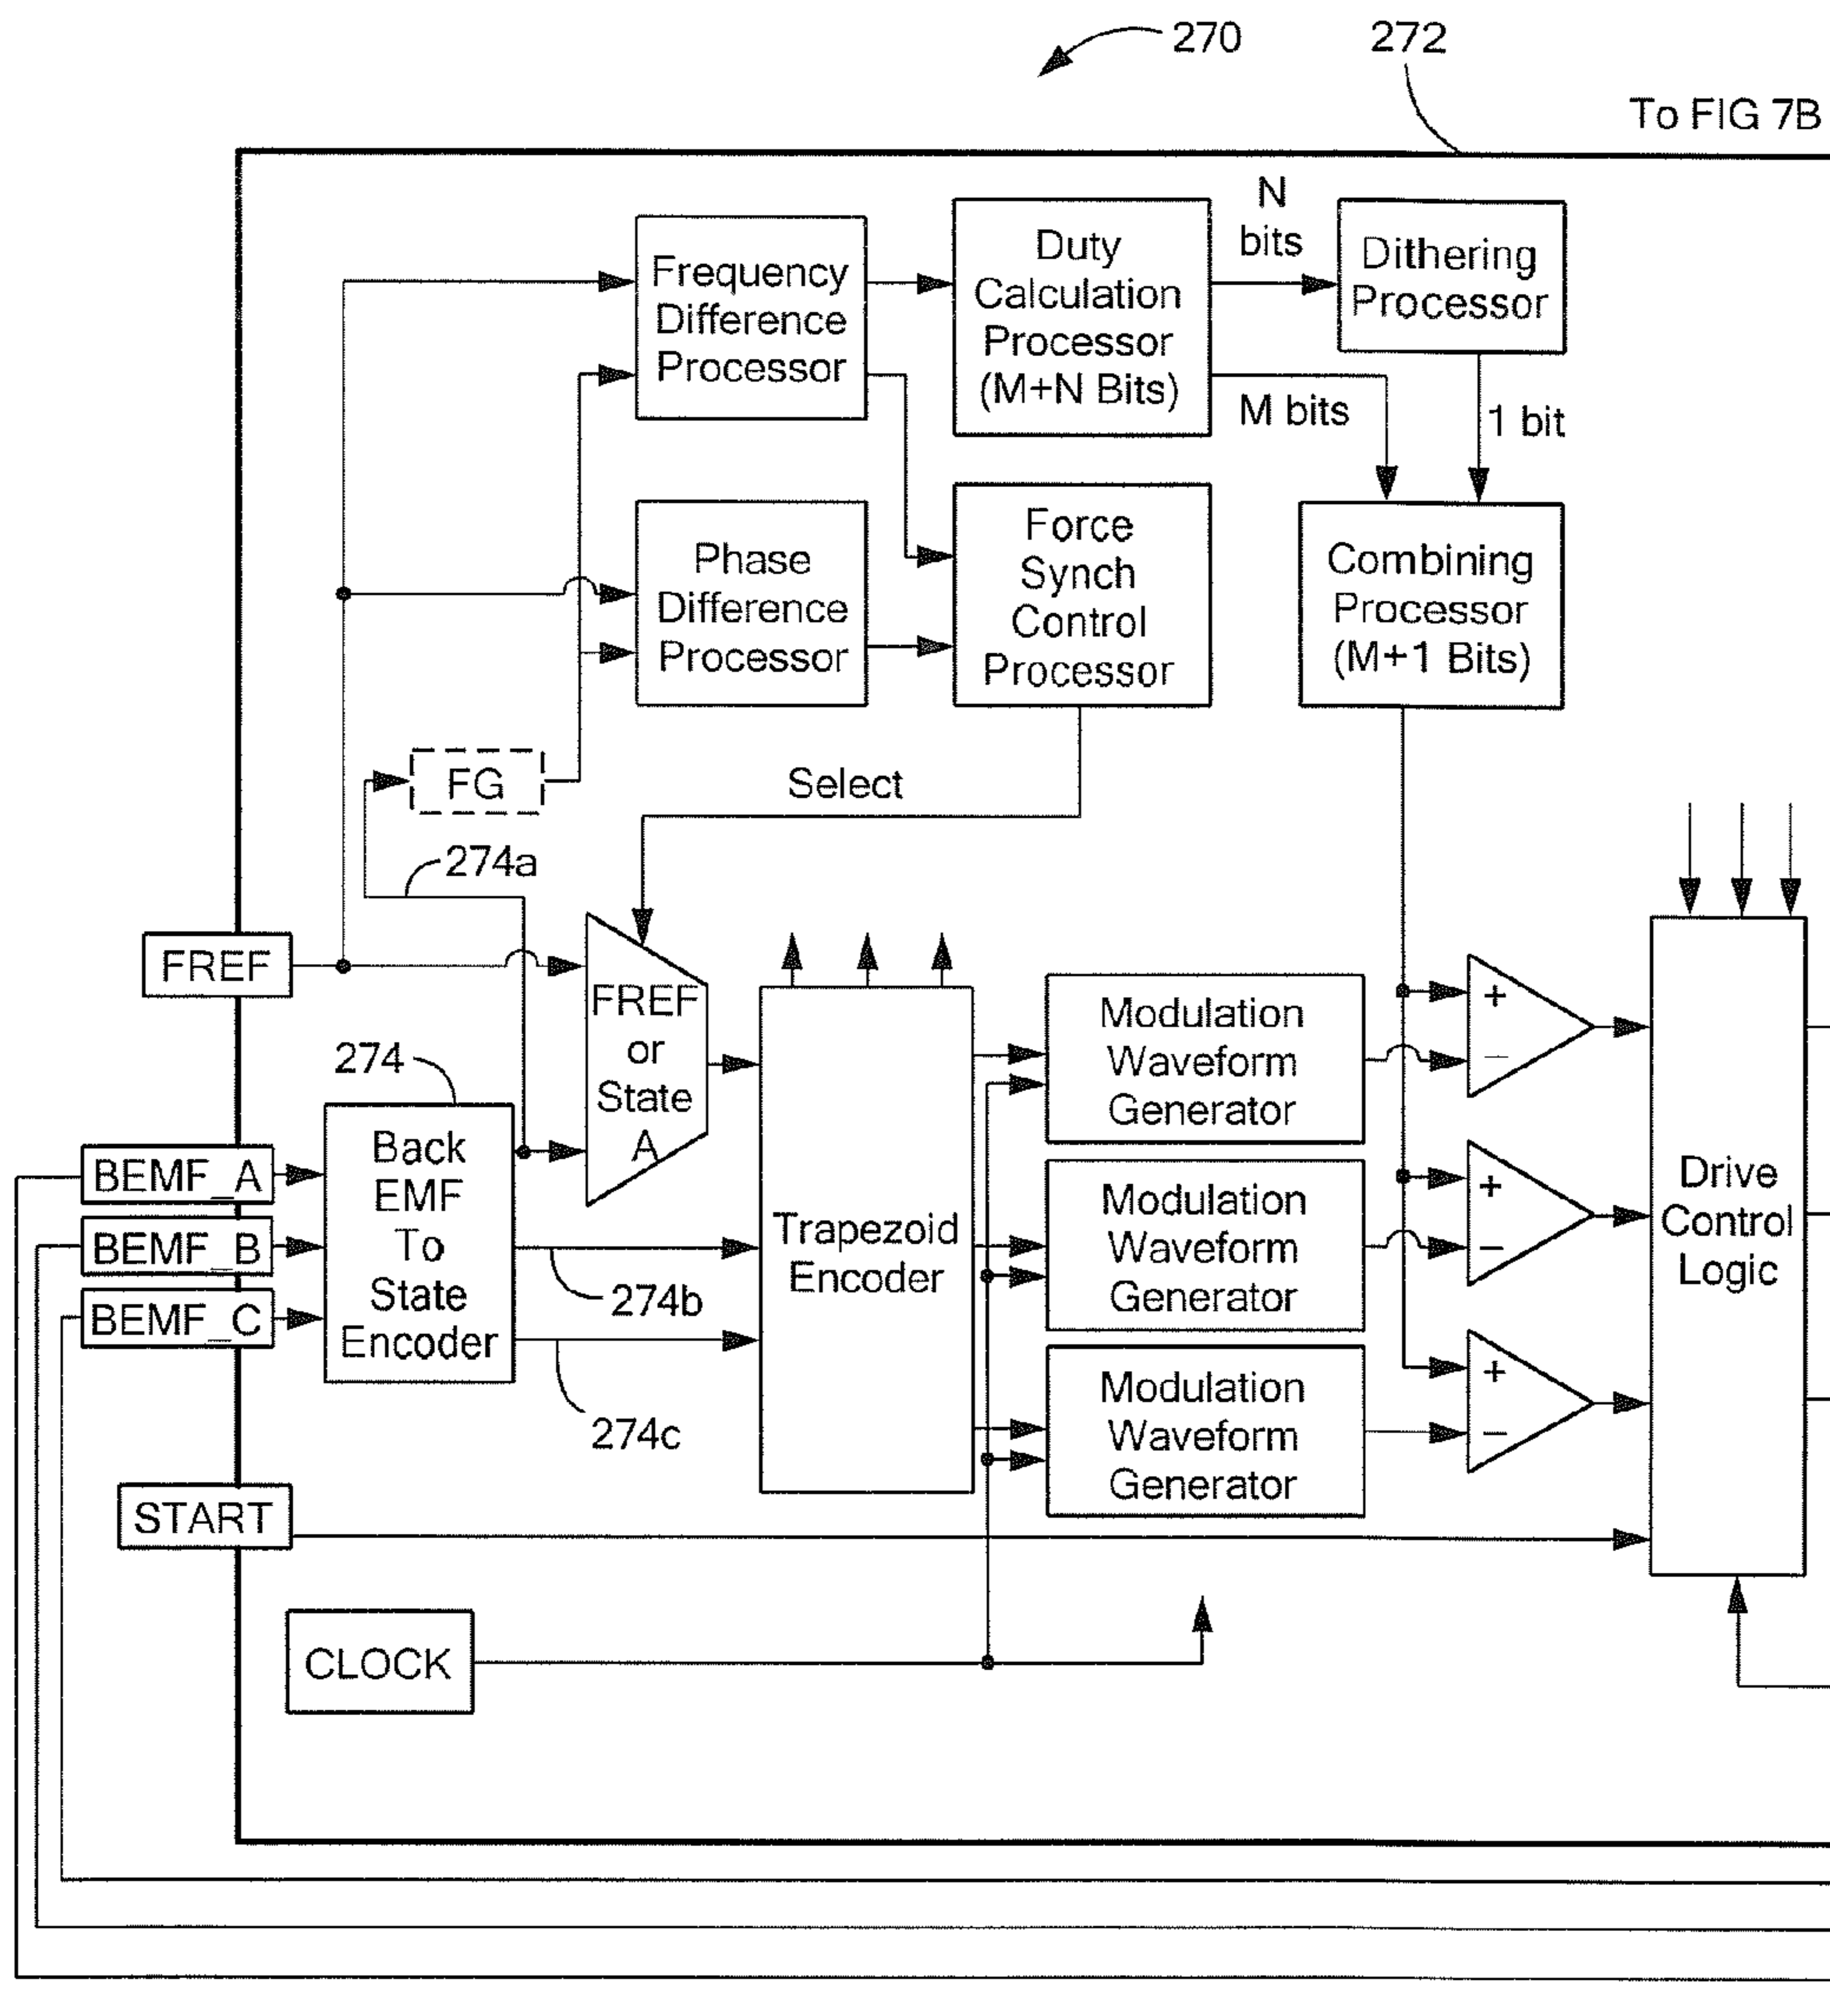 270
272
To FIG 7B
Frequency
Difference
Processor
Duty
Calculation
Processor
(M+N Bits)
N
bits
Dithering
Processor
M bits
1 bit
Phase
Difference
Processor
Force
Synch
Control
Processor
Combining
Processor
(M+1 Bits)
FG
Select
274a
FREF
FREF
or
State
A
274
Back
EMF
To
State
Encoder
BEMF_A
BEMF_B
BEMF_C
274b
274c
Trapezoid
Encoder
Modulation
Waveform
Generator
+
−
Modulation
Waveform
Generator
+
−
Modulation
Waveform
Generator
+
−
Drive
Control
Logic
START
CLOCK